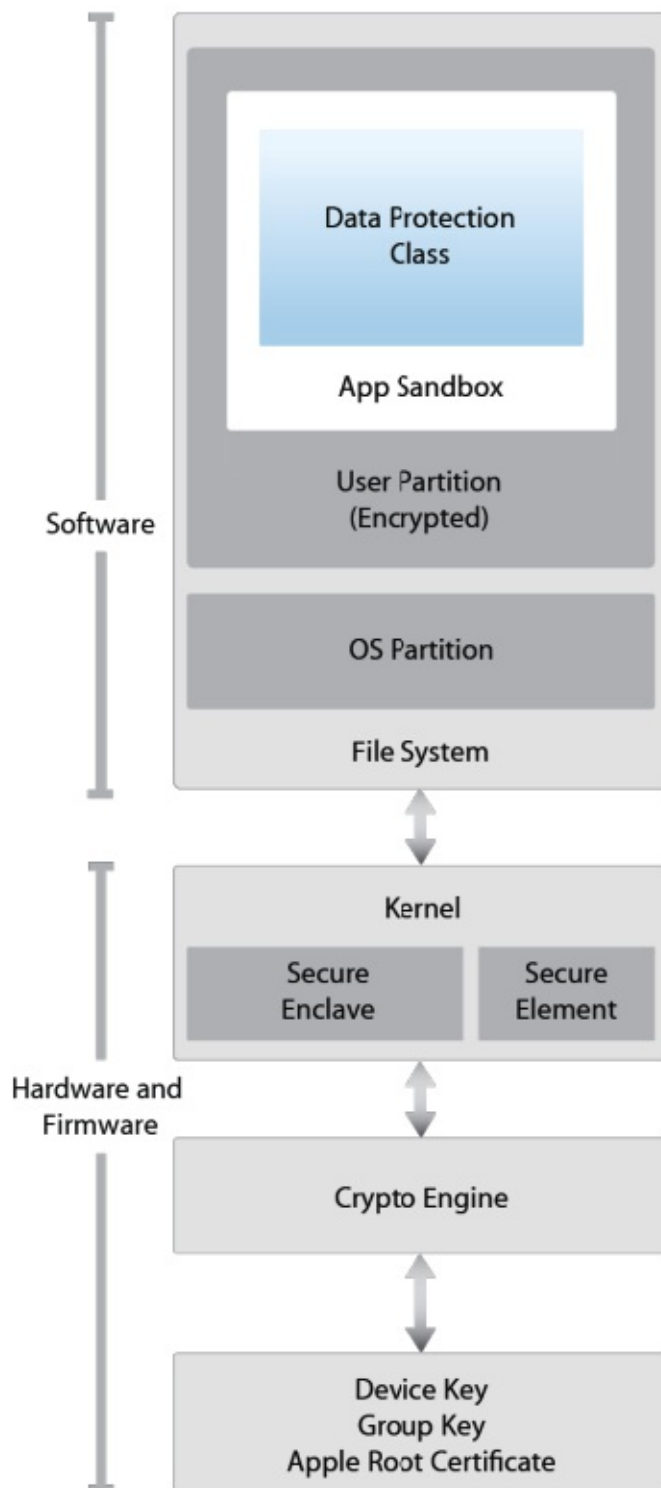 Data Protection
Class
App Sandbox
User Partition
(Encrypted)
Software
OS Partition
File System
Kernel
Secure
Enclave
Secure
Element
Hardware and
Firmware
Crypto Engine
Device Key
Group Key
Apple Root Certificate